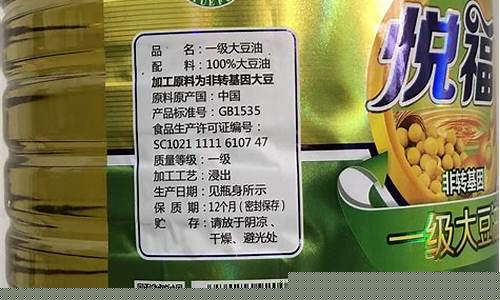 品 名：一级大豆油
配 料：100%大豆油
加工原料为非转基因大豆
原料原产国：中国
产品标准号：GB1535
食品生产许可证编号：
SC1021 1111 6107 47
质量等级：一级
加工工艺：浸出
生产日期：见瓶身所示
保 质 期：12个月(密封保存)
贮 存：请放于阴凉、
干燥、避光处
悦福
非转基因
一级大豆